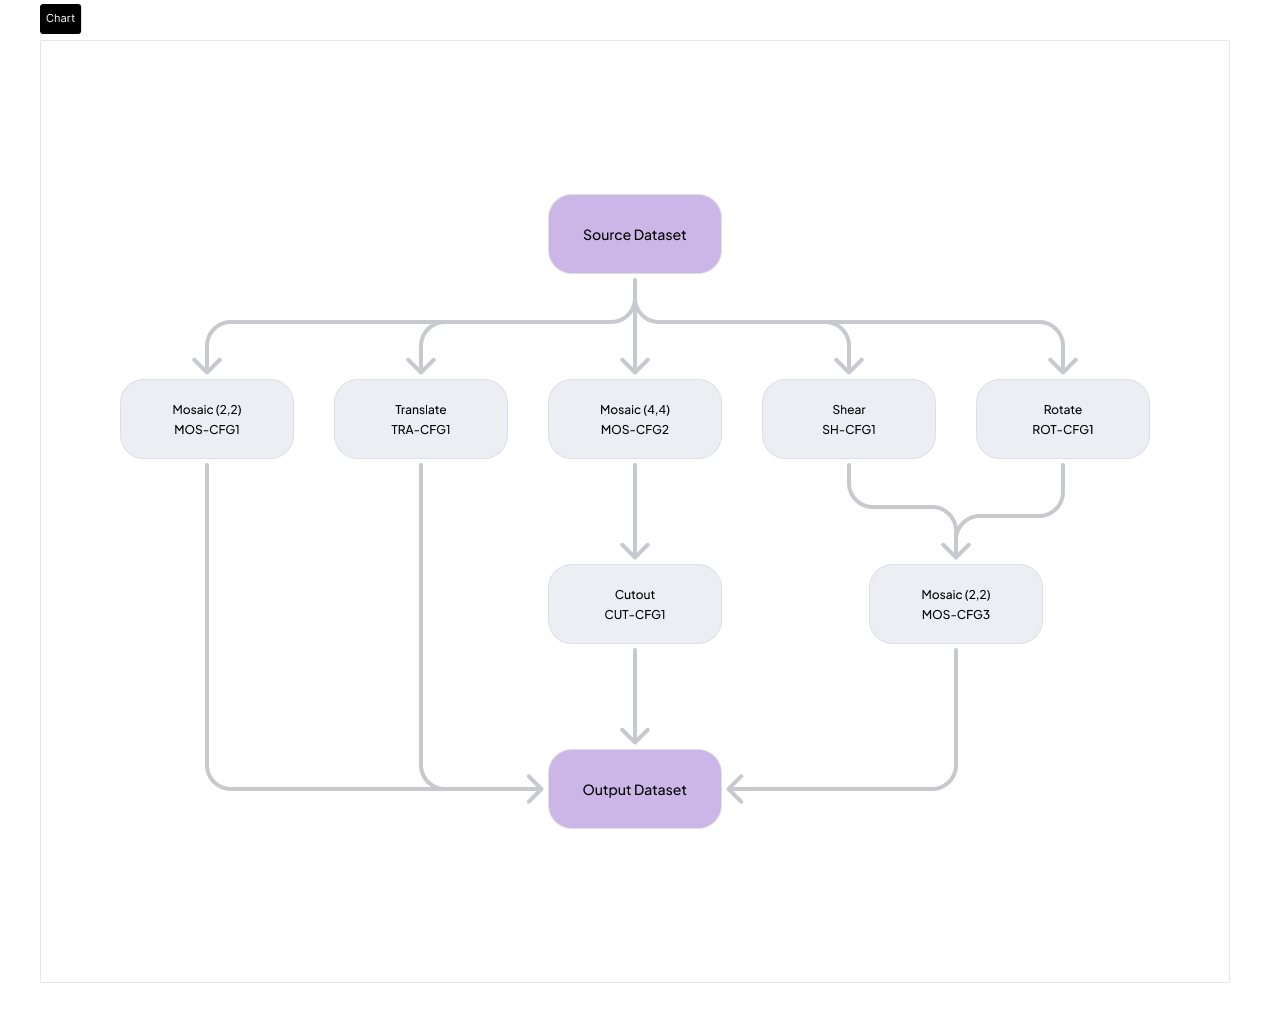 Chart
Source Dataset
Mosaic (2,2)
MOS-CFG1
Translate
TRA-CFG1
Mosaic (4,4)
MOS-CFG2
Shear
SH-CFG1
Rotate
ROT-CFG1
Cutout
CUT-CFG1
Mosaic (2,2)
MOS-CFG3
Output Dataset